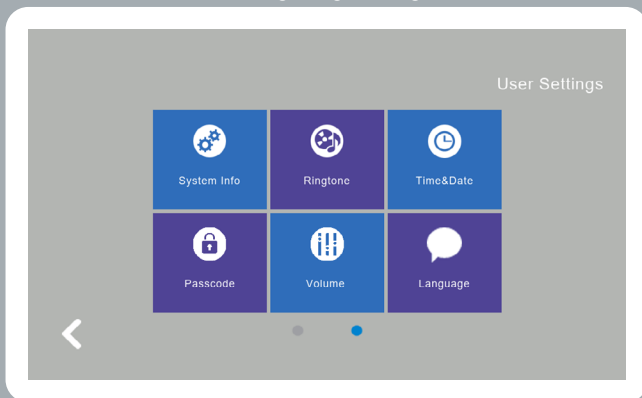 User Settings
System Info
Ringtone
Time&Date
Passcode
Volume
Language